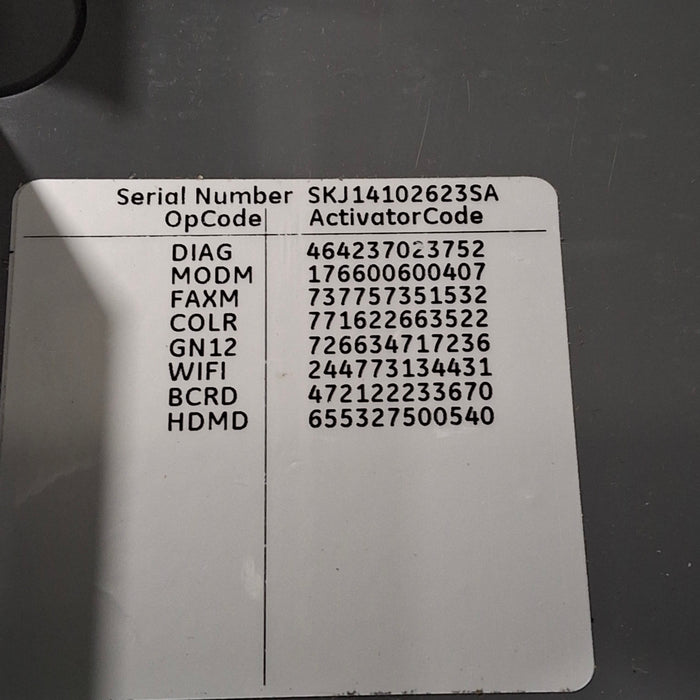 Serial Number SKJ14102623SA
OpCode ActivatorCode
DIAG 464237023752
MODM 176600600407
FAXM 737757351532
COLR 771622663522
GN12 726634717236
WIFI 244773134431
BCRD 472122233670
HDMD 655327500540